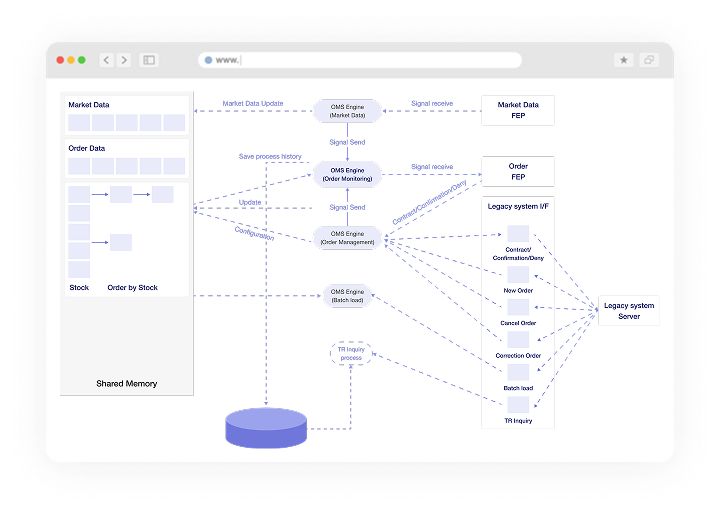 www.
Market Data
Order Data
Stock
Order by Stock
Shared Memory
Market Data Update
OMS Engine
(Market Data)
Signal receive
Market Data
FEP
Signal Send
Save process history
OMS Engine
(Order Monitoring)
Signal receive
Order
FEP
Update
Signal Send
Contract/Confirmation/Deny
Configuration
OMS Engine
(Order Management)
Legacy system I/F
Contract/
Confirmation/Deny
New Order
Cancel Order
Correction Order
Batch load
TR Inquiry
OMS Engine
(Batch load)
TR Inquiry
process
Legacy system
Server